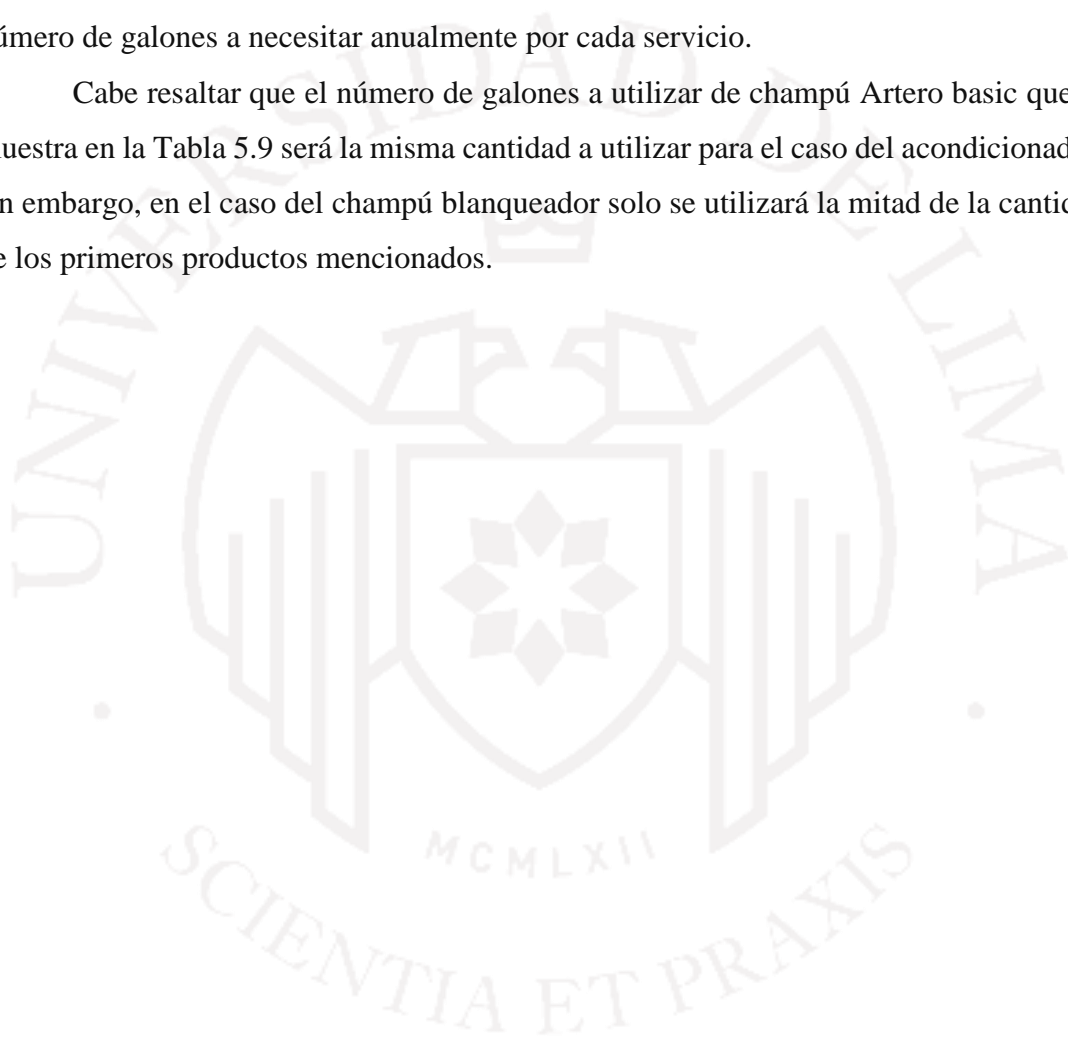 úmero de galones a necesitar anualmente por cada servicio.
Cabe resaltar que el número de galones a utilizar de champú Artero basic que
uestra en la Tabla 5.9 será la misma cantidad a utilizar para el caso del acondicionad
n embargo, en el caso del champú blanqueador solo se utilizará la mitad de la cantid
e los primeros productos mencionados.
UNIVERSIDAD DE LIMA
MCMLXII
SCIENTIA ET PRAXIS